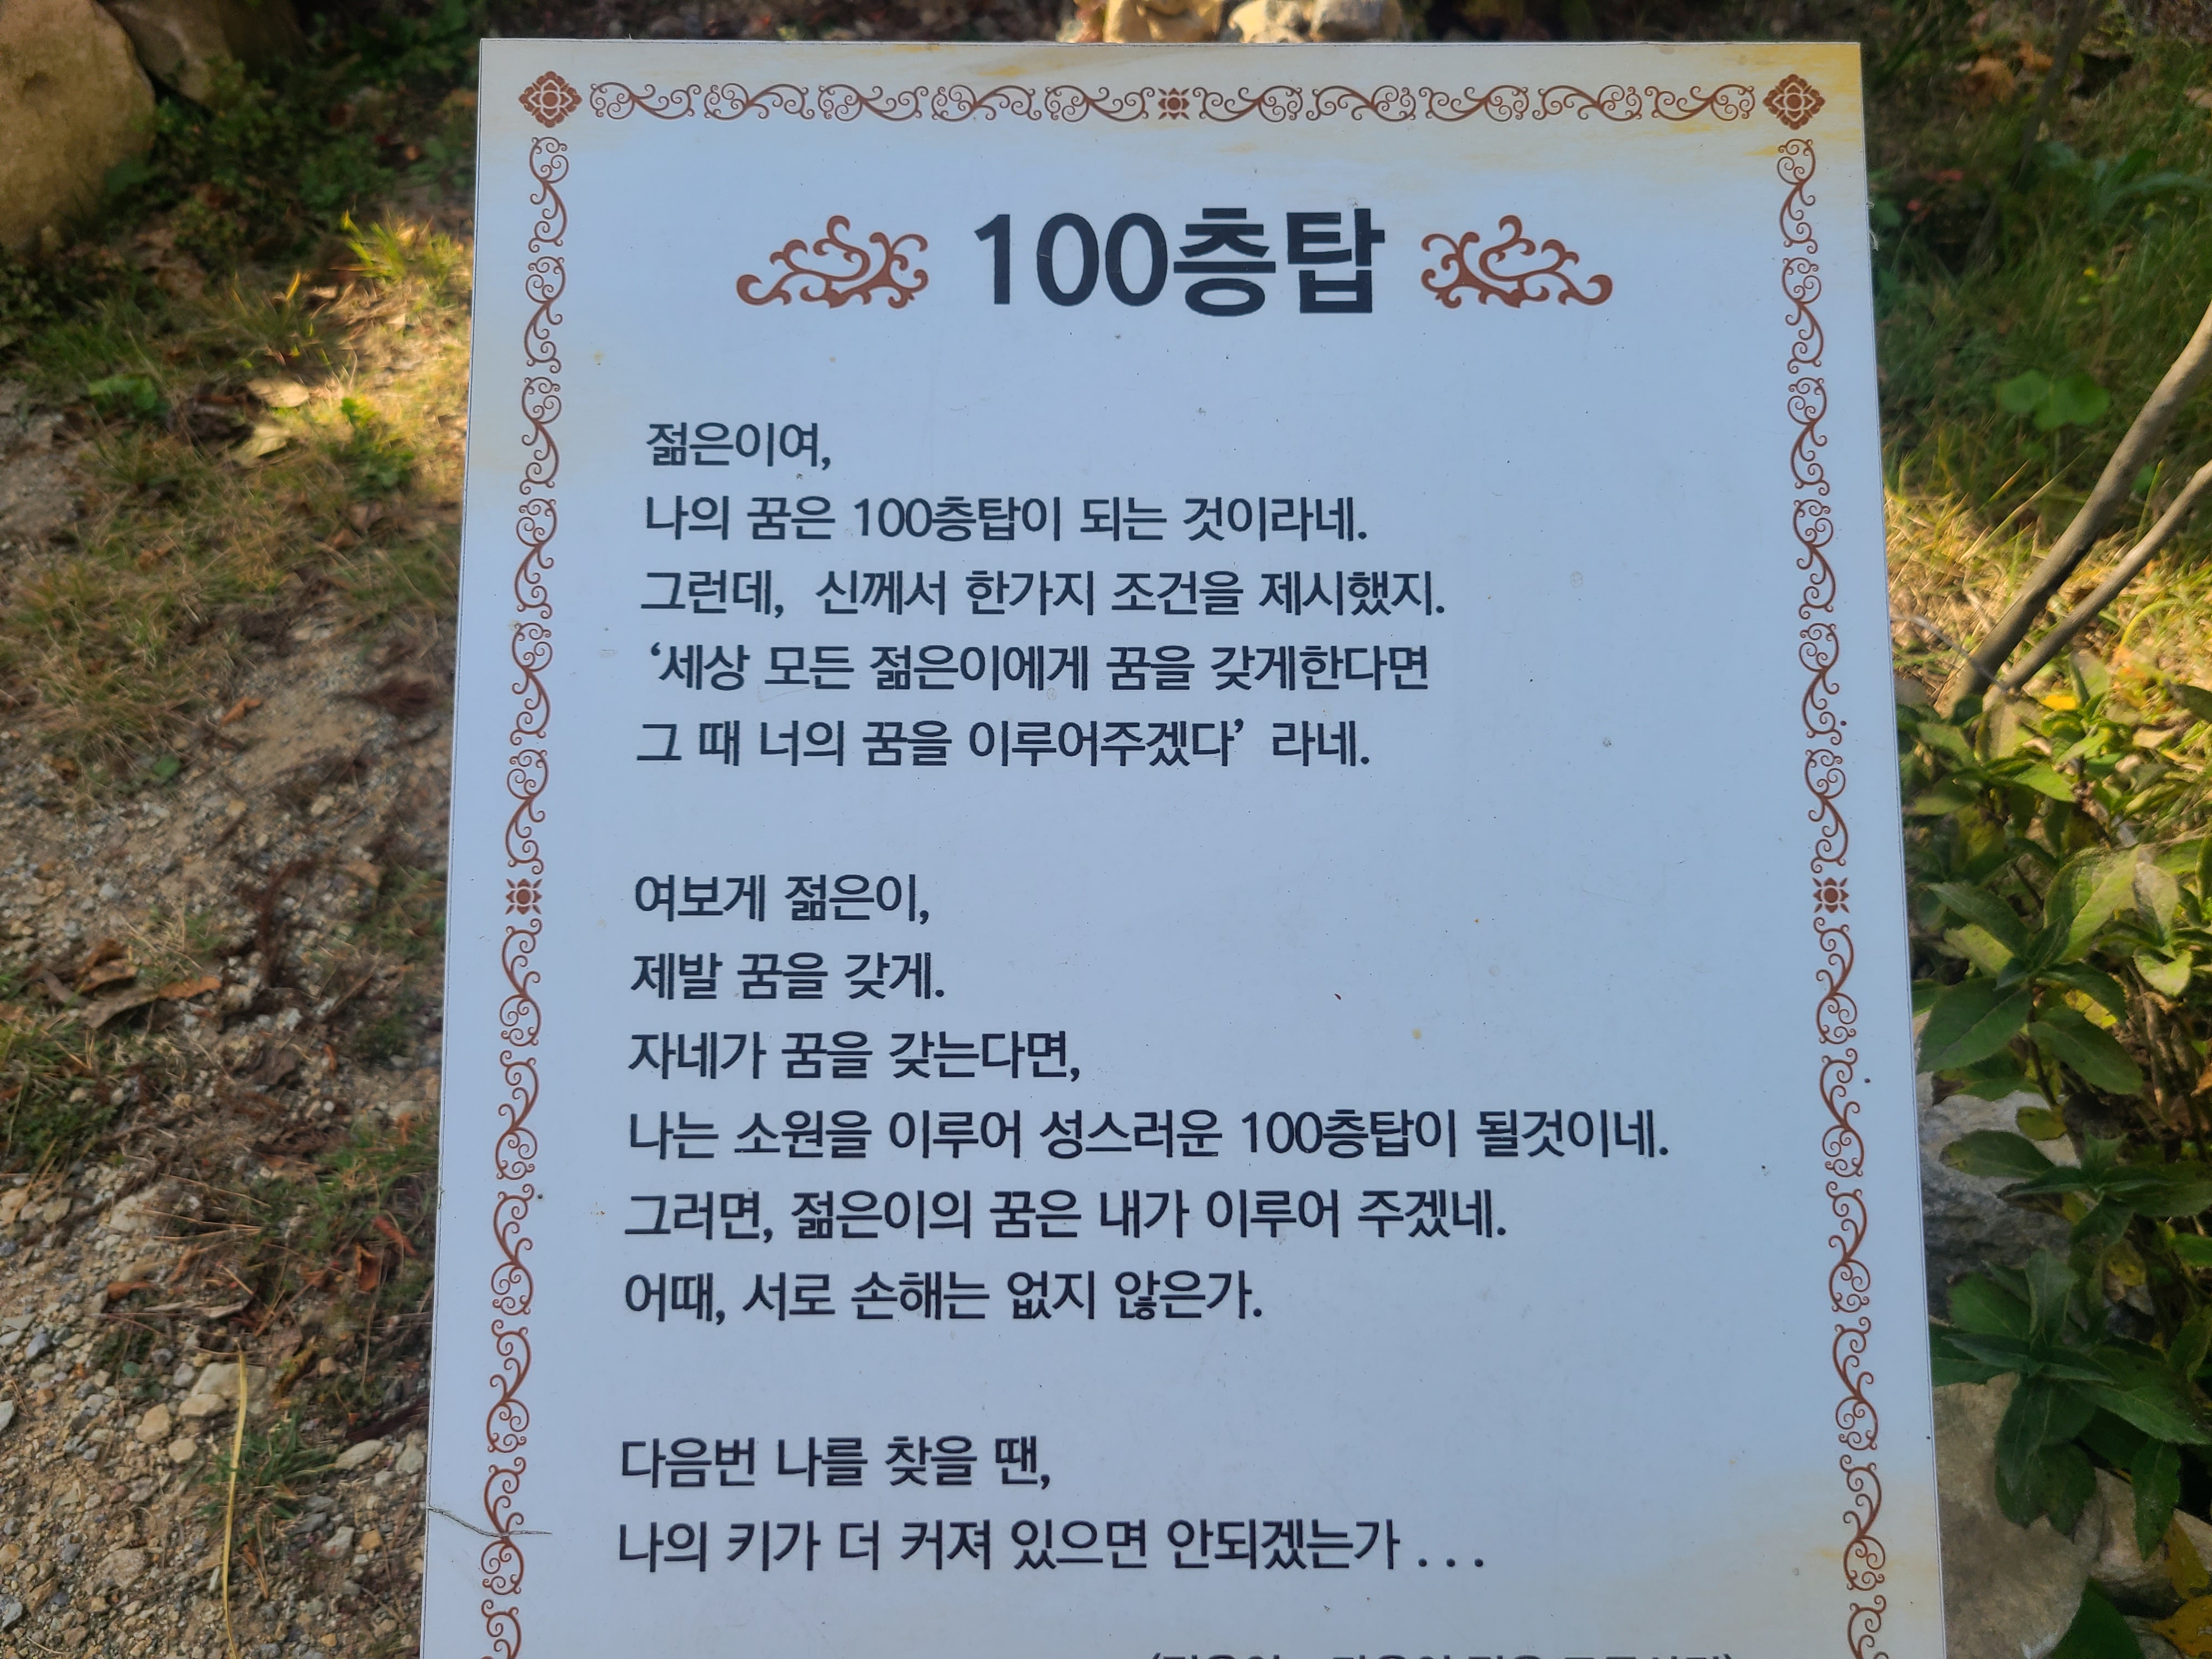 100층탑
젊은이여,
나의 꿈은 100층탑이 되는 것이라네.
그런데, 신께서 한가지 조건을 제시했지.
‘세상 모든 젊은이에게 꿈을 갖게한다면
그 때 너의 꿈을 이루어주겠다’ 라네.
여보게 젊은이,
제발 꿈을 갖게.
자네가 꿈을 갖는다면,
나는 소원을 이루어 성스러운 100층탑이 될것이네.
그러면, 젊은이의 꿈은 내가 이루어 주겠네.
어때, 서로 손해는 없지 않은가.
다음번 나를 찾을 땐,
나의 키가 더 커져 있으면 안되겠는가 . . .